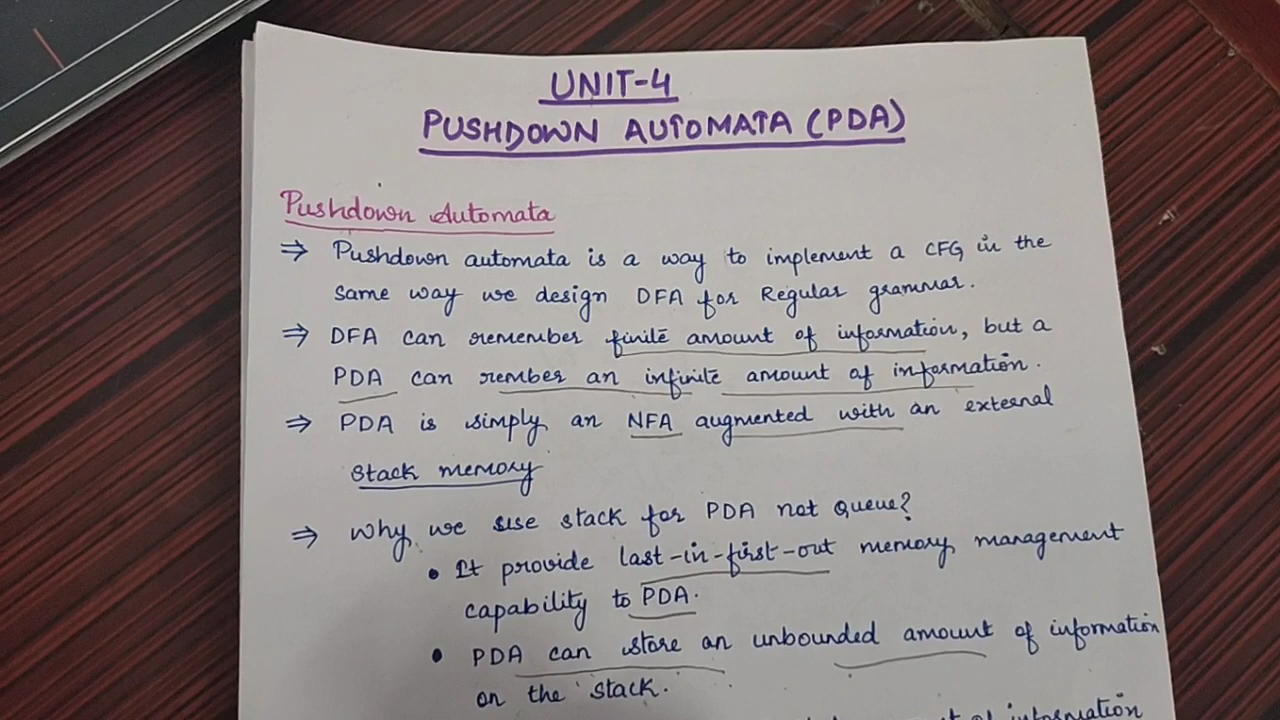 UNIT-4
PUSHDOWN AUTOMATA (PDA)
Pushdown Automata
⇒ Pushdown automata is a way to implement a CFG in the
same way we design DFA for Regular grammar.
⇒ DFA can remember finite amount of information, but a
PDA can rember an infinite amount of information.
⇒ PDA is simply an NFA augmented with an external
stack memory
⇒ Why we use stack for PDA not Queue?
• It provide last-in-first-out memory management
capability to PDA.
• PDA can store an unbounded amount of information
on the stack.
of information